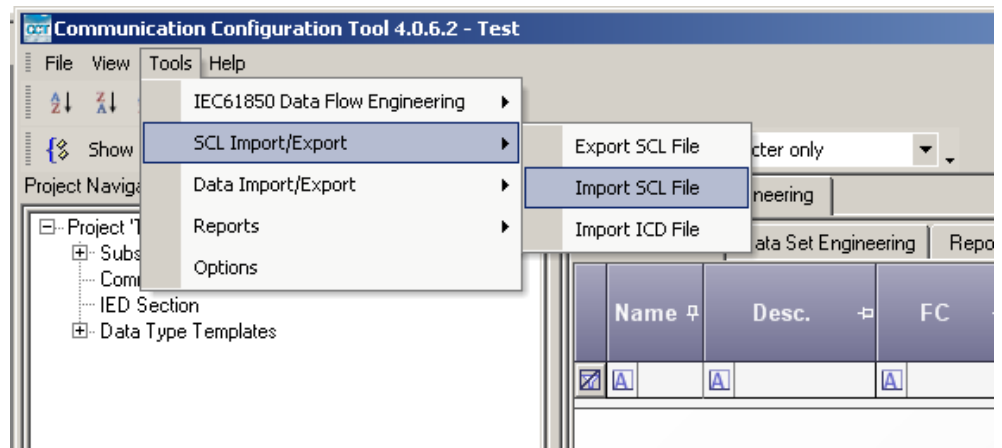 Communication Configuration Tool 4.0.6.2 - Test
File View Tools Help
IEC61850 Data Flow Engineering
SCL Import/Export
Data Import/Export
Reports
Options
Export SCL File
Import SCL File
Import ICD File
Show
cter only
Project Naviga
neering
Project 'T
Subs
Com
IED Section
Data Type Templates
ata Set Engineering Repo
Name Desc. FC
A A A